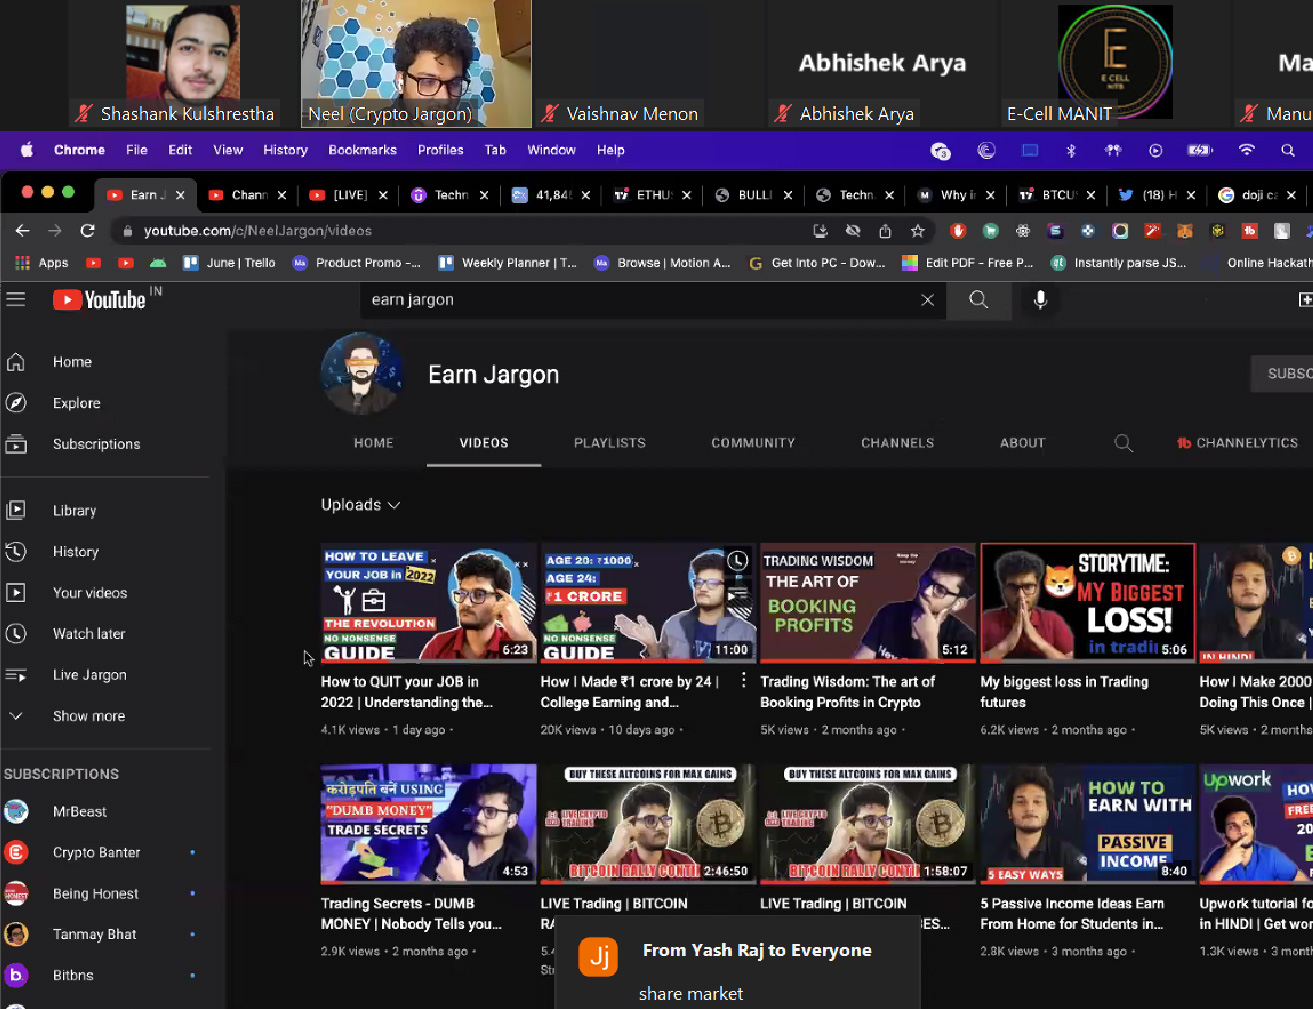 Abhishek Arya
Ma
E
E CELL
Shashank Kulshrestha
Neel (Crypto Jargon)
Vaishnav Menon
Abhishek Arya
E-Cell MANIT
Manu
Chrome File Edit View History Bookmarks Profiles Tab Window Help
Earn J Chann [LIVE] Techn 41,84 ETHU BULLI Techn Why i BTCU (18) H doji ca
youtube.com/c/NeelJargon/videos
Apps June | Trello Product Promo -... Weekly Planner | T... Browse | Motion A... Get Into PC - Dow... Edit PDF - Free P... Instantly parse JS... Online Hackath
YouTube IN
earn jargon
Home
Explore
Subscriptions
Library
History
Your videos
Watch later
Live Jargon
Show more
SUBSCRIPTIONS
MrBeast
Crypto Banter
Being Honest
Tanmay Bhat
Bitbns
Earn Jargon
SUBSC
HOME VIDEOS PLAYLISTS COMMUNITY CHANNELS ABOUT CHANNELYTICS
Uploads
HOW TO LEAVE
YOUR JOB in 2022
THE REVOLUTION
NO NONSENSE
GUIDE
6:23
How to QUIT your JOB in
2022 | Understanding the...
4.1K views • 1 day ago •
AGE 20: ₹1000
AGE 24:
₹1 CRORE
NO NONSENSE
GUIDE
11:00
How I Made ₹1 crore by 24 |
College Earning and...
20K views • 10 days ago •
TRADING WISDOM
THE ART OF
BOOKING
PROFITS
5:12
Trading Wisdom: The art of
Booking Profits in Crypto
5K views • 2 months ago •
STORYTIME:
MY BIGGEST
LOSS!
in tradi
5:06
My biggest loss in Trading
futures
6.2K views • 2 months ago •
IN HINDI
How I Make 2000
Doing This Once |
5K views • 2 months
करोड़पति बनें USING
"DUMB MONEY"
TRADE SECRETS
4:53
Trading Secrets - DUMB
MONEY | Nobody Tells you...
2.9K views • 2 months ago •
BUY THESE ALTCOINS FOR MAX GAINS
LIVE CRYPTO
TRADING
BITCOIN RALLY CONTI
2:46:50
LIVE Trading | BITCOIN
BUY THESE ALTCOINS FOR MAX GAINS
LIVE CRYPTO
TRADING
BITCOIN RALLY CONTI
1:58:07
LIVE Trading | BITCOIN
HOW TO
EARN WITH
PASSIVE
INCOME
5 EASY WAYS
8:40
5 Passive Income Ideas Earn
From Home for Students in...
2.8K views • 3 months ago •
upwork
Upwork tutorial fo
in HINDI | Get wor
1.3K views • 3 mont
Jj
From Yash Raj to Everyone
share market